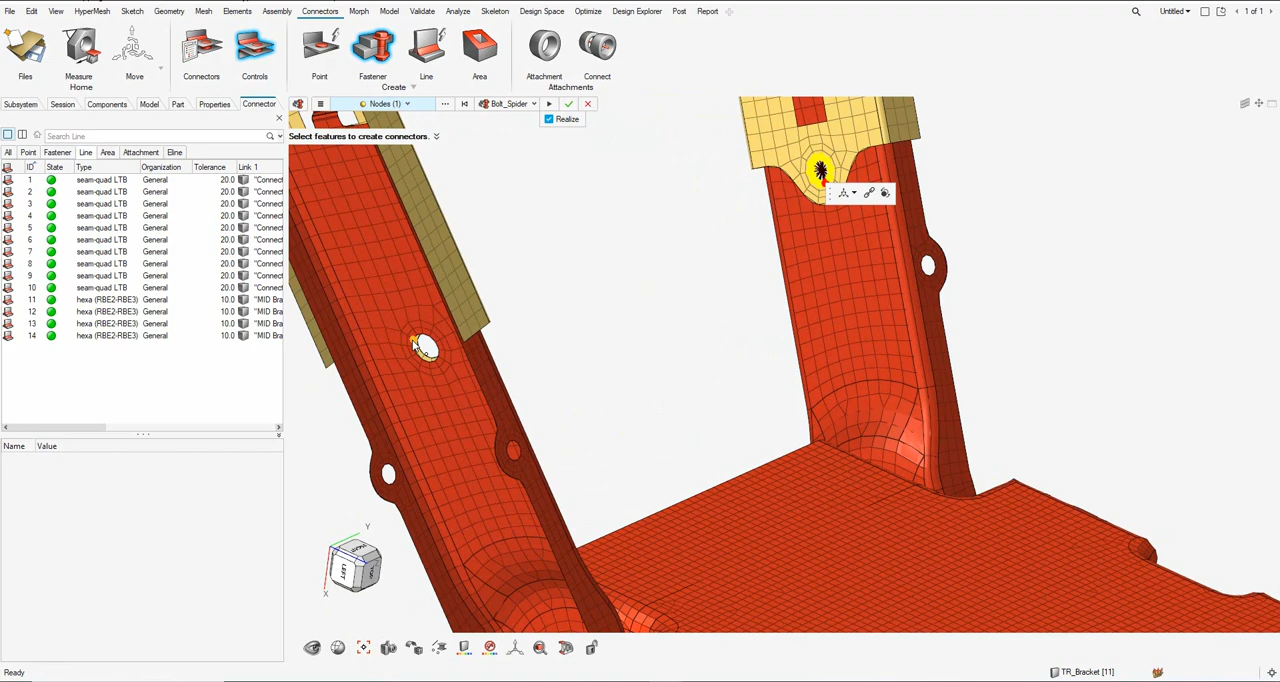 File Edit View HyperMesh Sketch Geometry Mesh Elements Assembly Connectors Morph Model Validate Analyze Skeleton Design Space Optimize Design Explorer Post Report Untitled 1 of 1
Files Measure Move Connectors Controls Point Fastener Line Area Attachment Connect
Home Create Attachments
Subsystem Session Components Model Part Properties Connector Nodes (1) Bolt_Spider
Realize
Search Line Select features to create connectors.
All Point Fastener Line Area Attachment Eline
ID State Type Organization Tolerance Link 1
1 seam-quad LTB General 20.0 "Connect
2 seam-quad LTB General 20.0 "Connect
3 seam-quad LTB General 20.0 "Connect
4 seam-quad LTB General 20.0 "Connect
5 seam-quad LTB General 20.0 "Connect
6 seam-quad LTB General 20.0 "Connect
7 seam-quad LTB General 20.0 "Connect
8 seam-quad LTB General 20.0 "Connect
9 seam-quad LTB General 20.0 "Connect
10 seam-quad LTB General 20.0 "Connect
11 hexa (RBE2-RBE3) General 10.0 "MID Bra
12 hexa (RBE2-RBE3) General 10.0 "MID Bra
13 hexa (RBE2-RBE3) General 10.0 "MID Bra
14 hexa (RBE2-RBE3) General 10.0 "MID Bra
Name Value
Y
LEFT
X
Ready TR_Bracket [11]